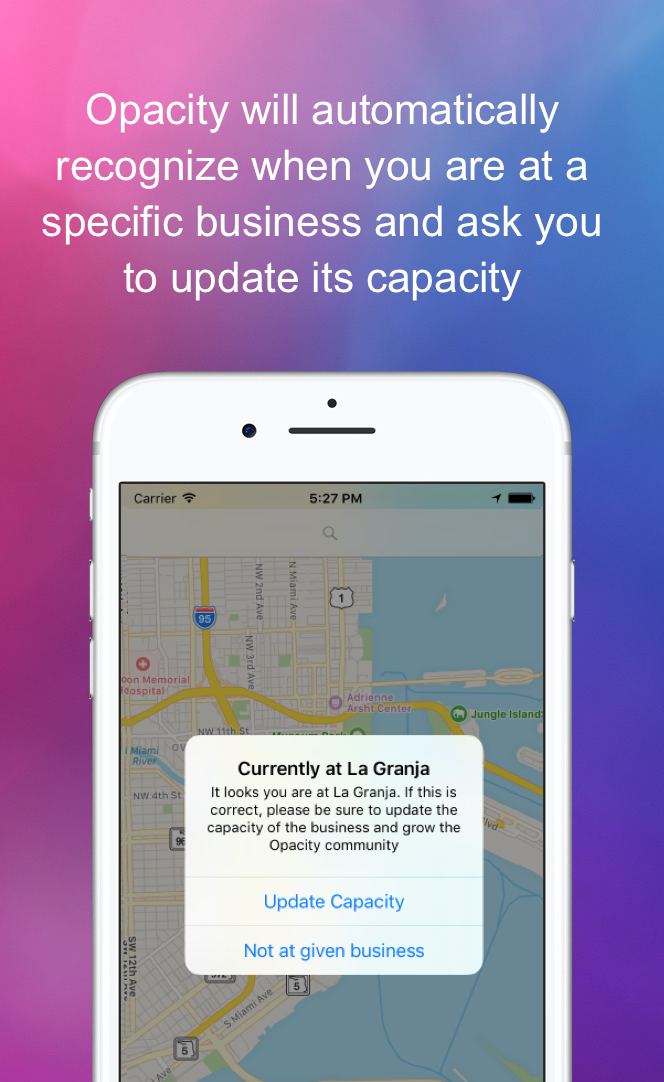 Opacity will automatically
recognize when you are at a
specific business and ask you
to update its capacity
Carrier
5:27 PM
NW 2nd Ave
N Miami Ave
1
95
NW 3rd Ave
on Memorial
Hospital
Adrienne
Arsht Center
Jungle Island
NW 11th St
Museum Park
Miami
River
NW 4th St
Currently at La Granja
It looks you are at La Granja. If this is
correct, please be sure to update the
capacity of the business and grow the
Opacity community
Update Capacity
Not at given business
SW 12th Ave
5
S Miami Ave
5